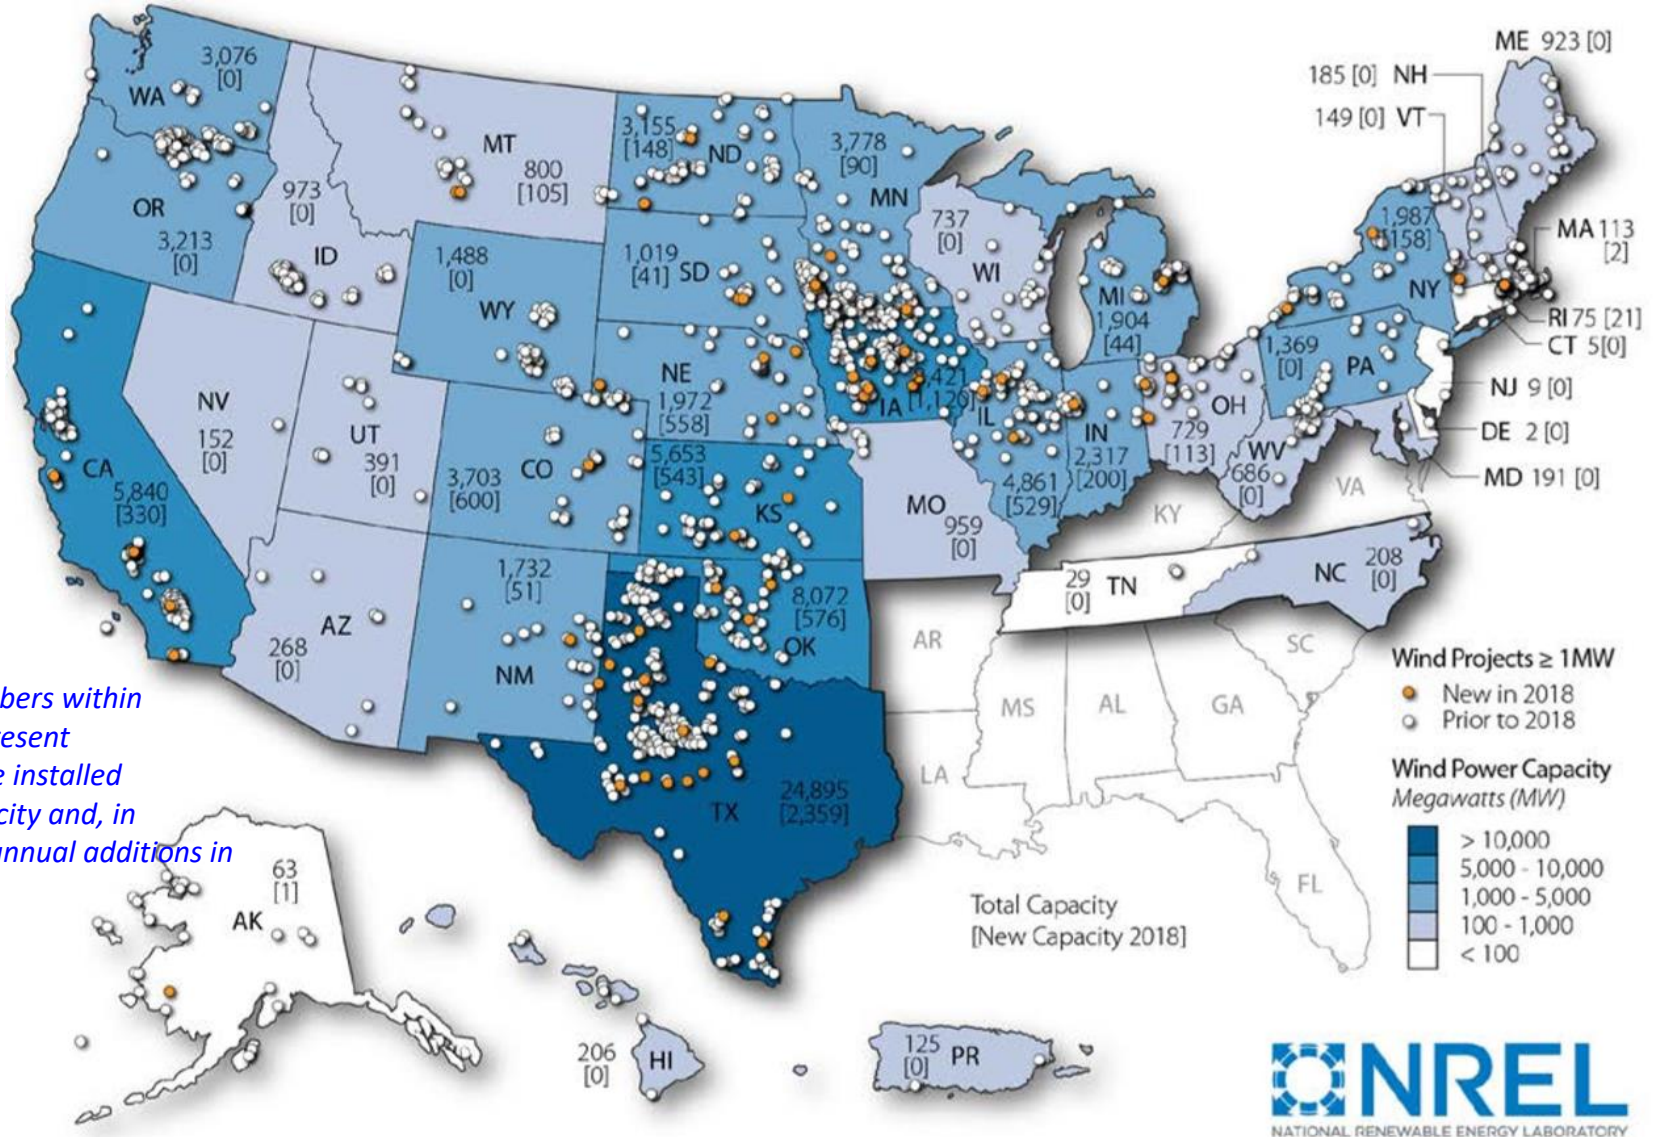 ME 923 [0]
185 [0] NH
149 [0] VT
3,076
[0]
WA
MT
800
[105]
3,155
[148]
ND
3,778
[90]
MN
OR
3,213
[0]
973
[0]
ID
737
[0]
WI
1,987
[158]
NY
MA 113
[2]
1,488
[0]
WY
1,019
[41] SD
MI
1,904
[44]
RI 75 [21]
CT 5[0]
1,369
[0]
PA
NJ 9 [0]
NE
1,972
[558]
IA
[1,120]
IL
OH
729
[113]
NV
152
[0]
UT
391
[0]
DE 2 [0]
CA
5,840
[330]
3,703
[600]
CO
5,653
[543]
KS
MO
959
[0]
4,861
[529]
IN
2,317
[200]
WV
686
[0]
KY
VA
MD 191 [0]
1,732
[51]
NM
8,072
[576]
OK
29
[0]
TN
NC
208
[0]
AZ
268
[0]
AR
SC
MS
AL
GA
LA
FL
24,895
[2,359]
TX
bers within
resent
e installed
city and, in
annual additions in
Wind Projects ≥ 1MW
New in 2018
Prior to 2018
Wind Power Capacity
Megawatts (MW)
> 10,000
5,000 - 10,000
1,000 - 5,000
100 - 1,000
< 100
63
[1]
AK
Total Capacity
[New Capacity 2018]
206
[0]
HI
125
[0]
PR
NREL
NATIONAL RENEWABLE ENERGY LABORATORY